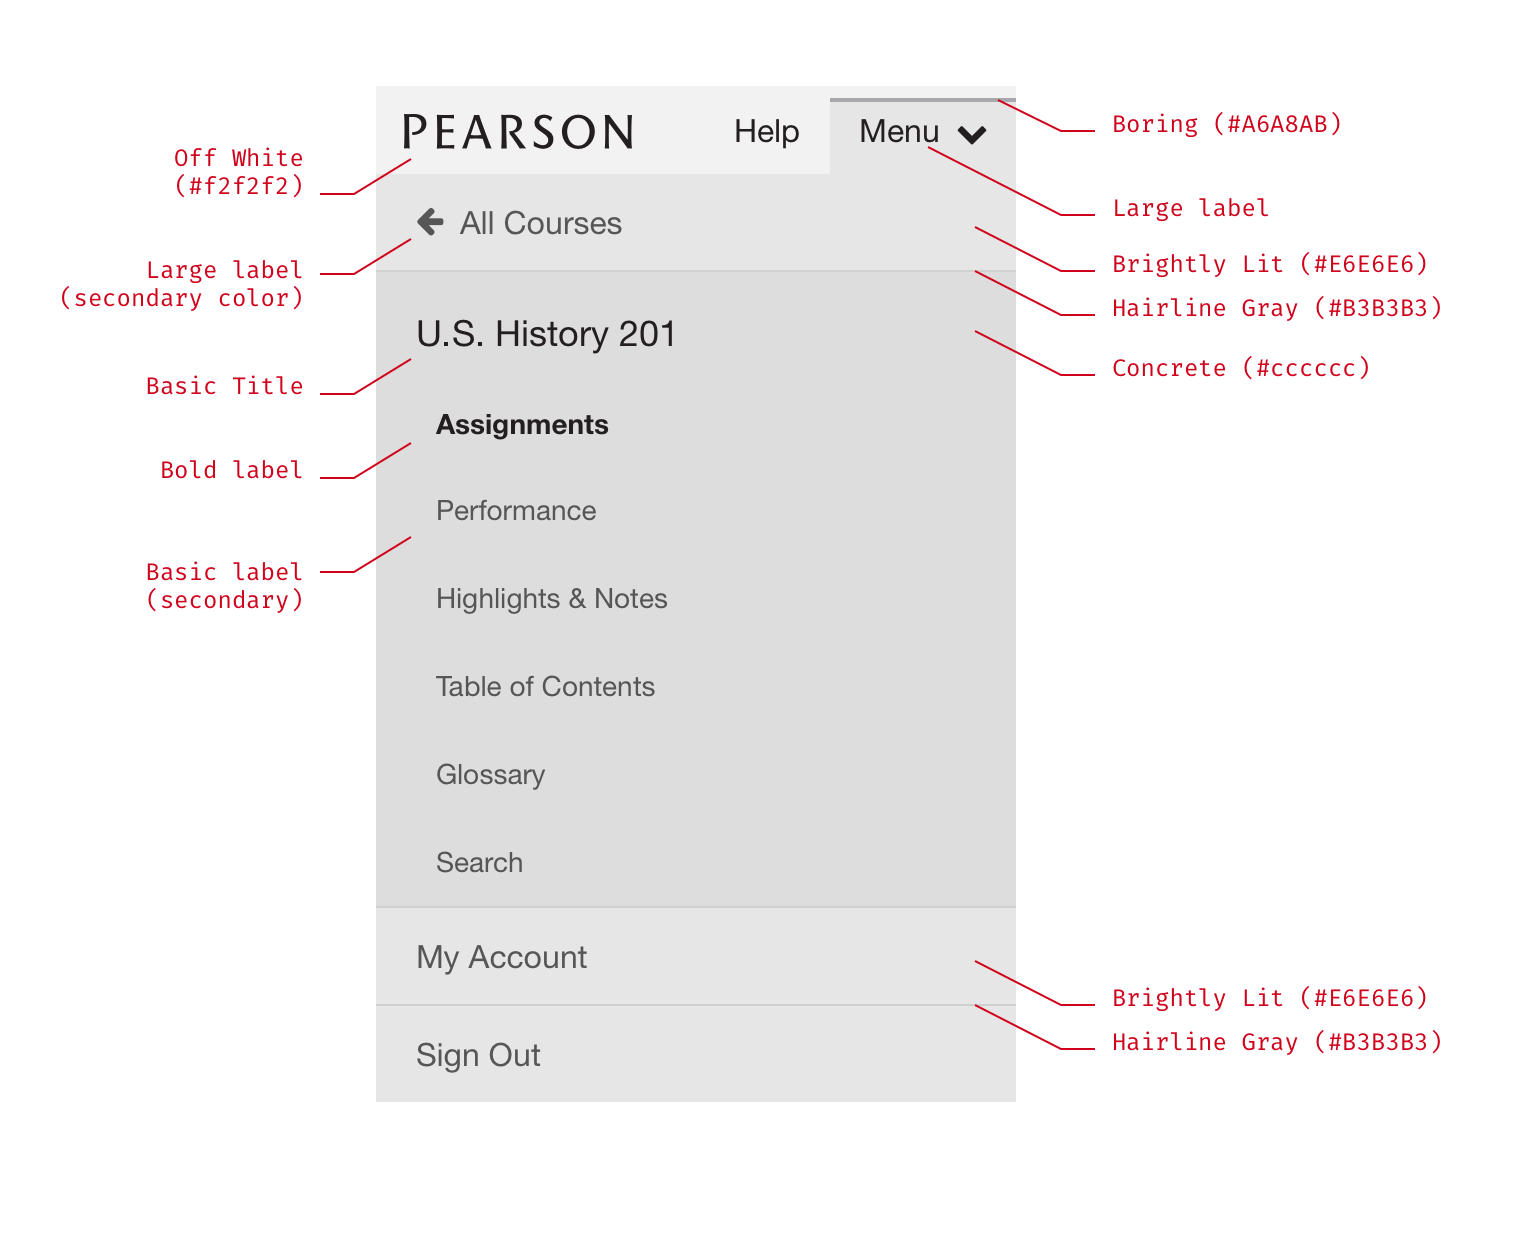 PEARSON
Help
Menu
All Courses
U.S. History 201
Assignments
Performance
Highlights & Notes
Table of Contents
Glossary
Search
My Account
Sign Out
Off White
(#f2f2f2)
Large label
(secondary color)
Basic Title
Bold label
Basic label
(secondary)
Boring (#A6A8AB)
Large label
Brightly Lit (#E6E6E6)
Hairline Gray (#B3B3B3)
Concrete (#cccccc)
Brightly Lit (#E6E6E6)
Hairline Gray (#B3B3B3)